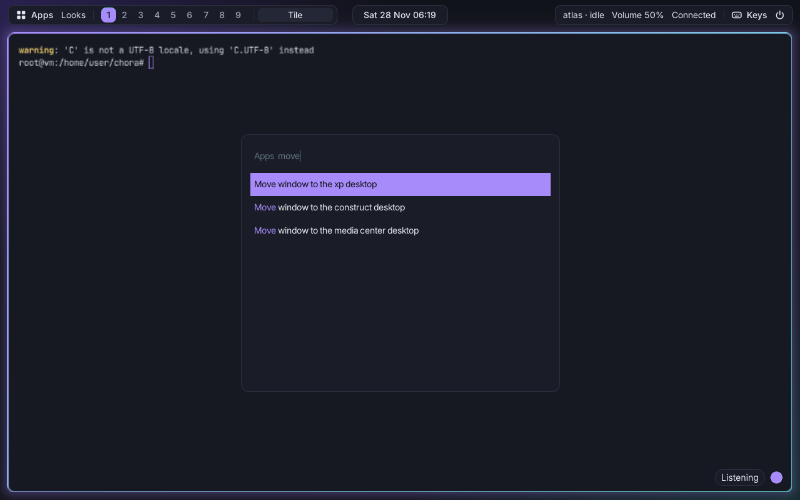 Apps Looks 1 2 3 4 5 6 7 8 9 Tile Sat 28 Nov 06:19 atlas · idle Volume 50% Connected Keys
warning: 'C' is not a UTF-8 locale, using 'C.UTF-8' instead
root@vm:/home/user/chora#
Apps move
Move window to the xp desktop
Move window to the construct desktop
Move window to the media center desktop
Listening